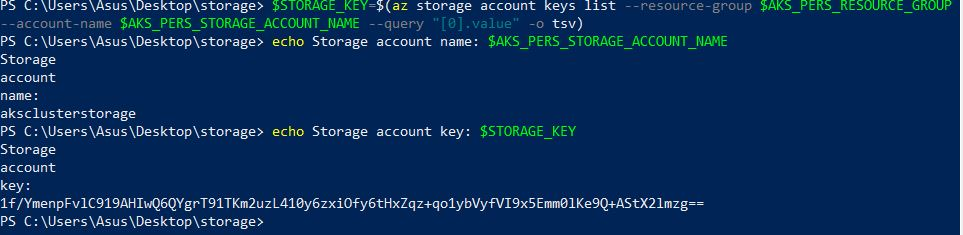 PS C:\Users\Asus\Desktop\storage> $STORAGE_KEY=$(az storage account keys list --resource-group $AKS_PERS_RESOURCE_GROUP
--account-name $AKS_PERS_STORAGE_ACCOUNT_NAME --query "[0].value" -o tsv)
PS C:\Users\Asus\Desktop\storage> echo Storage account name: $AKS_PERS_STORAGE_ACCOUNT_NAME
Storage
account
name:
aksclusterstorage
PS C:\Users\Asus\Desktop\storage> echo Storage account key: $STORAGE_KEY
Storage
account
key:
1f/YmenpFvlC919AHIwQ6QYgrT91TKm2uzL410y6zxiOfy6tHxZqz+qo1ybVyfVI9x5Emm0lKe9Q+AStX2lmzg==
PS C:\Users\Asus\Desktop\storage>